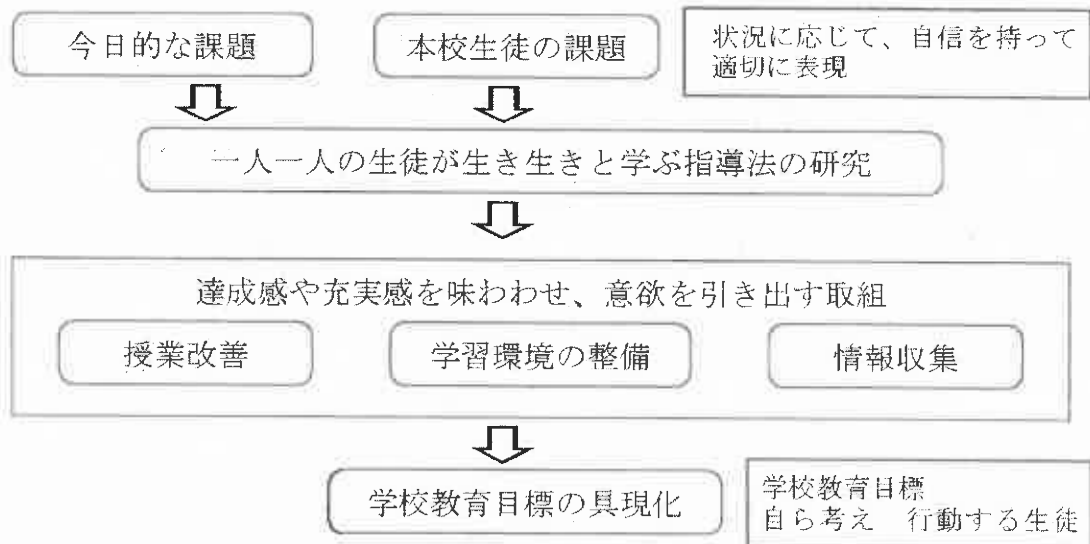 今日的な課題
本校生徒の課題
状況に応じて、自信を持って
適切に表現
一人一人の生徒が生き生きと学ぶ指導法の研究
達成感や充実感を味わわせ、意欲を引き出す取組
授業改善
学習環境の整備
情報収集
学校教育目標の具現化
学校教育目標
自ら考え　行動する生徒